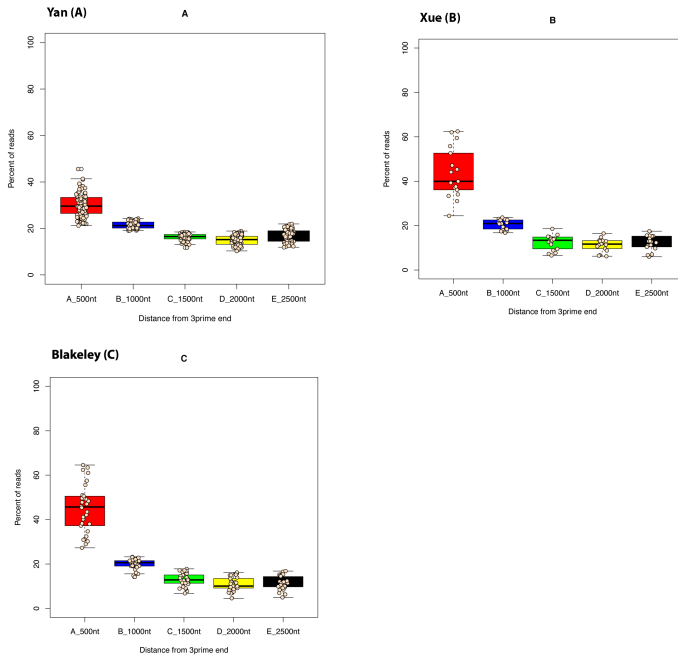 Yan (A)
A
100
80
60
40
20
0
Percent of reads
A_500nt B_1000nt C_1500nt D_2000nt E_2500nt
Distance from 3prime end
Xue (B)
B
100
80
60
40
20
0
Percent of reads
A_500nt B_1000nt C_1500nt D_2000nt E_2500nt
Distance from 3prime end
Blakeley (C)
C
100
80
60
40
20
0
Percent of reads
A_500nt B_1000nt C_1500nt D_2000nt E_2500nt
Distance from 3prime end